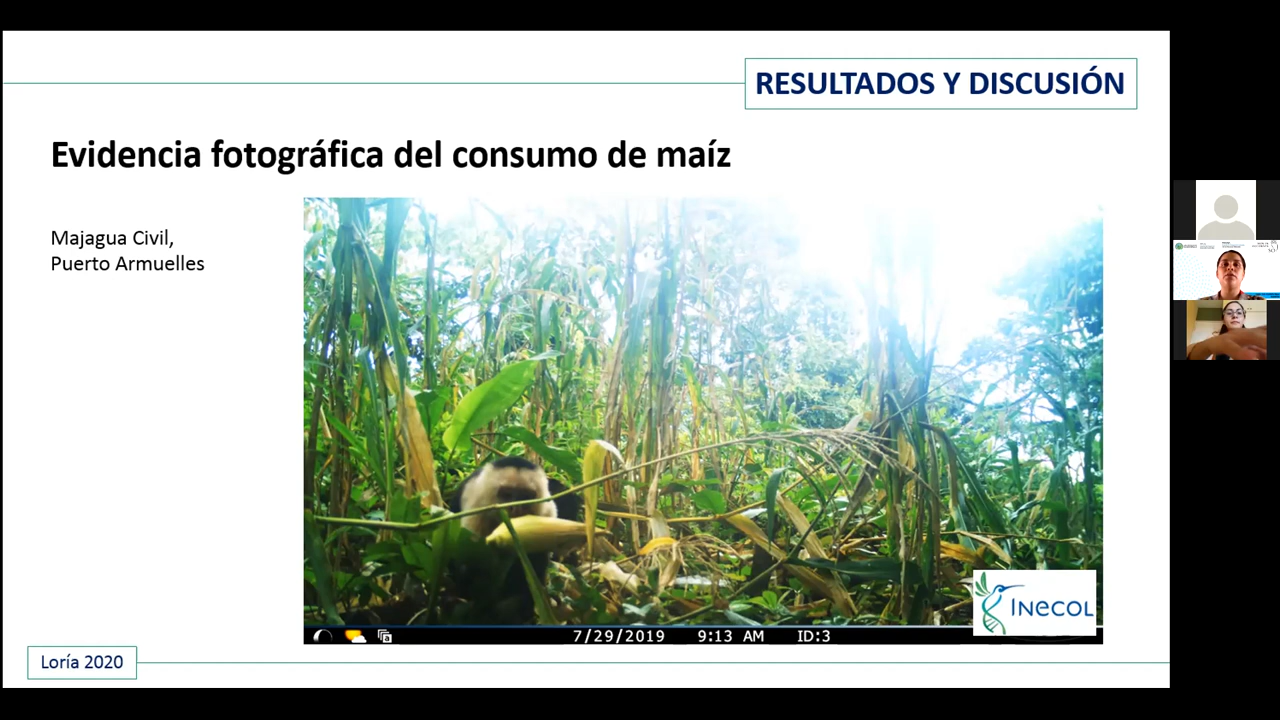 RESULTADOS Y DISCUSIÓN
Evidencia fotográfica del consumo de maíz
Majagua Civil,
Puerto Armuelles
INECOL
7/29/2019 9:13 AM ID:3
Loría 2020